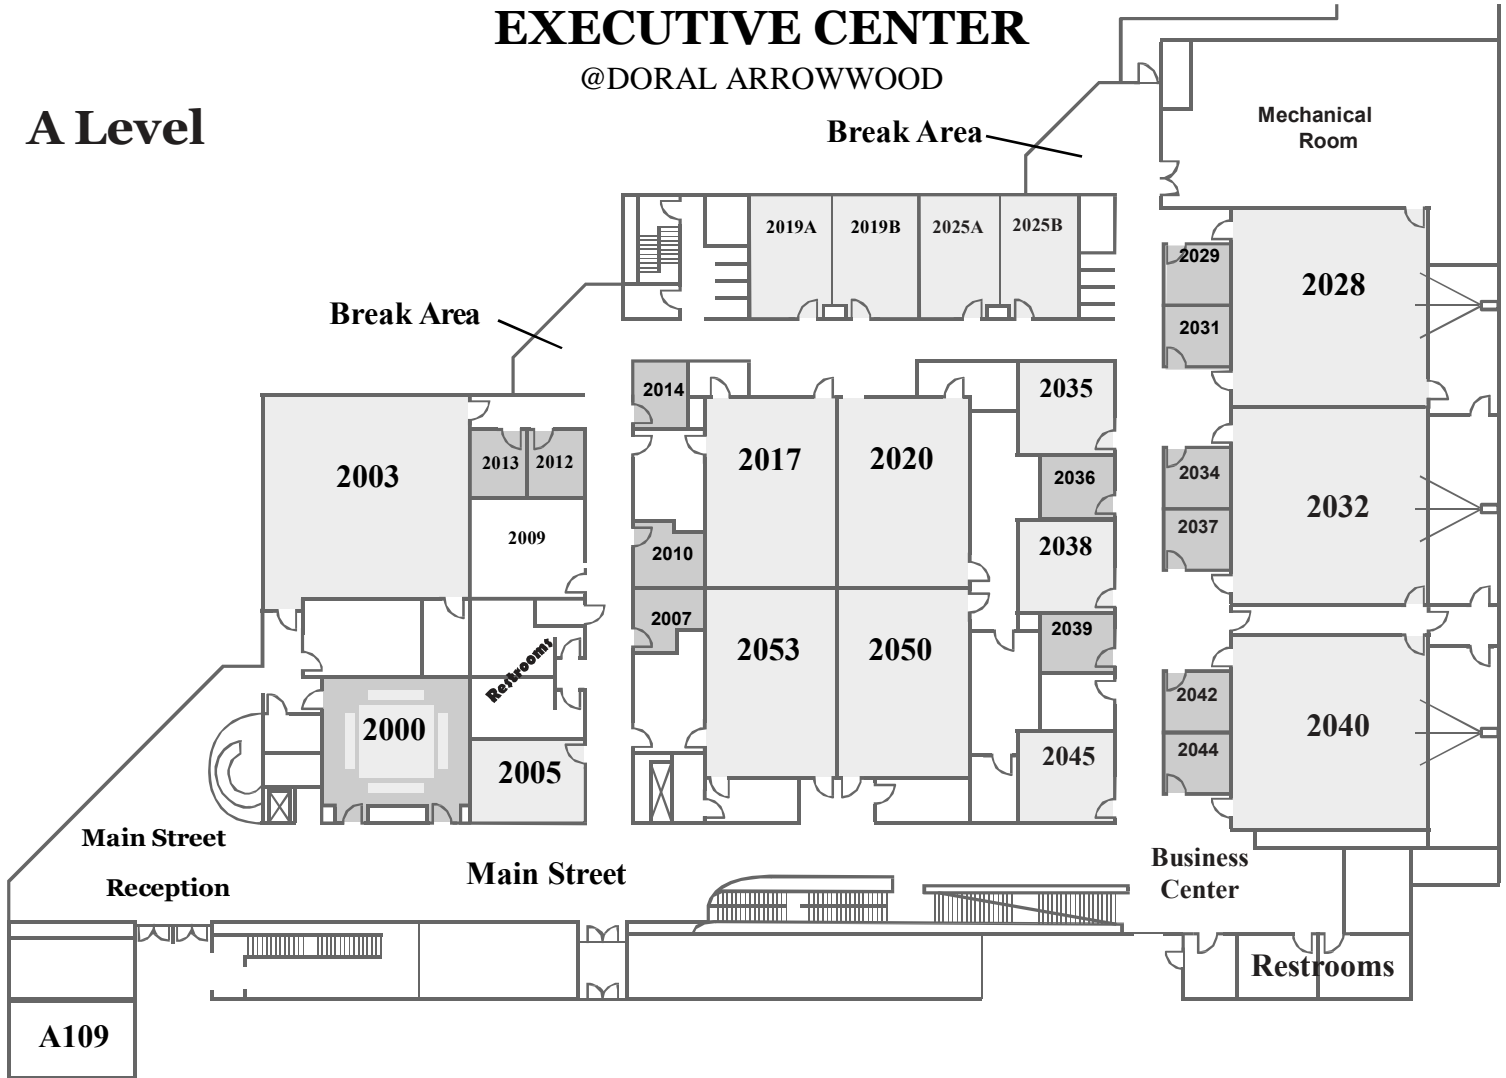 EXECUTIVE CENTER
@DORAL ARROWWOOD
A Level
Break Area
Mechanical
Room
2019A
2019B
2025A
2025B
2029
2028
2031
Break Area
2014
2035
2003
2013
2012
2017
2020
2036
2034
2032
2009
2010
2038
2037
2007
2039
Restrooms
2053
2050
2000
2042
2040
2005
2045
2044
Main Street
Reception
Main Street
Business
Center
Restrooms
A109